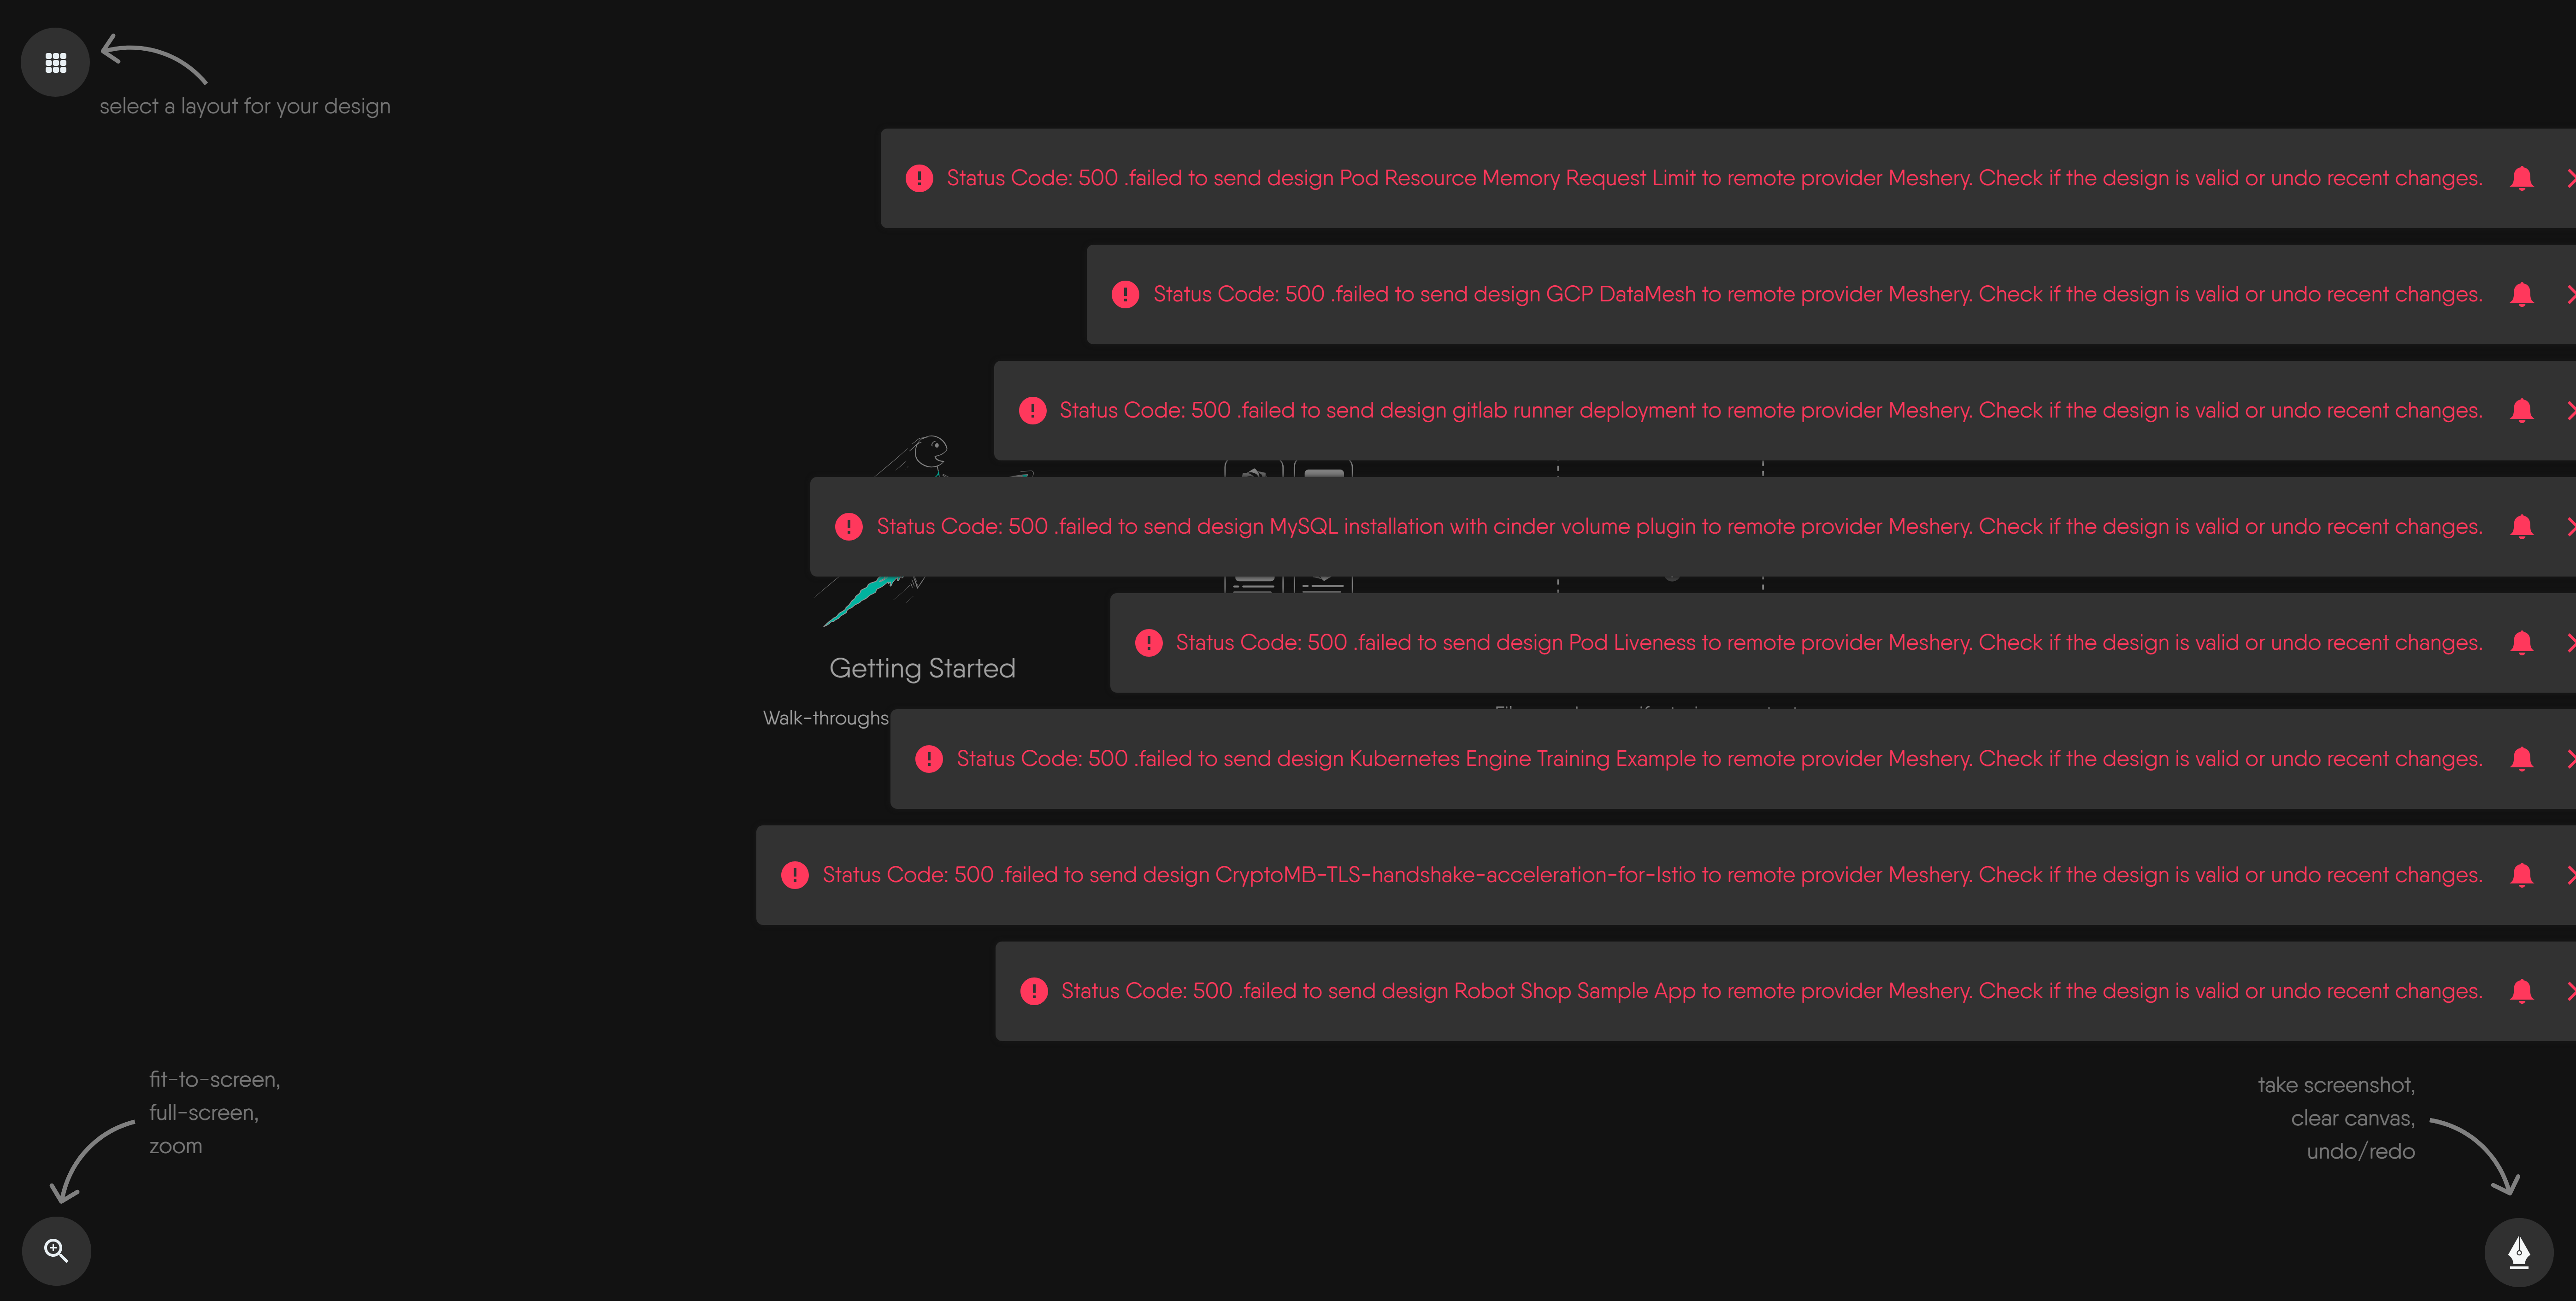 select a layout for your design
Status Code: 500 .failed to send design Pod Resource Memory Request Limit to remote provider Meshery. Check if the design is valid or undo recent changes.
Status Code: 500 .failed to send design GCP DataMesh to remote provider Meshery. Check if the design is valid or undo recent changes.
Status Code: 500 .failed to send design gitlab runner deployment to remote provider Meshery. Check if the design is valid or undo recent changes.
Status Code: 500 .failed to send design MySQL installation with cinder volume plugin to remote provider Meshery. Check if the design is valid or undo recent changes.
Status Code: 500 .failed to send design Pod Liveness to remote provider Meshery. Check if the design is valid or undo recent changes.
Getting Started
Walk-throughs
Status Code: 500 .failed to send design Kubernetes Engine Training Example to remote provider Meshery. Check if the design is valid or undo recent changes.
Status Code: 500 .failed to send design CryptoMB-TLS-handshake-acceleration-for-Istio to remote provider Meshery. Check if the design is valid or undo recent changes.
Status Code: 500 .failed to send design Robot Shop Sample App to remote provider Meshery. Check if the design is valid or undo recent changes.
fit-to-screen,
full-screen,
zoom
take screenshot,
clear canvas,
undo/redo